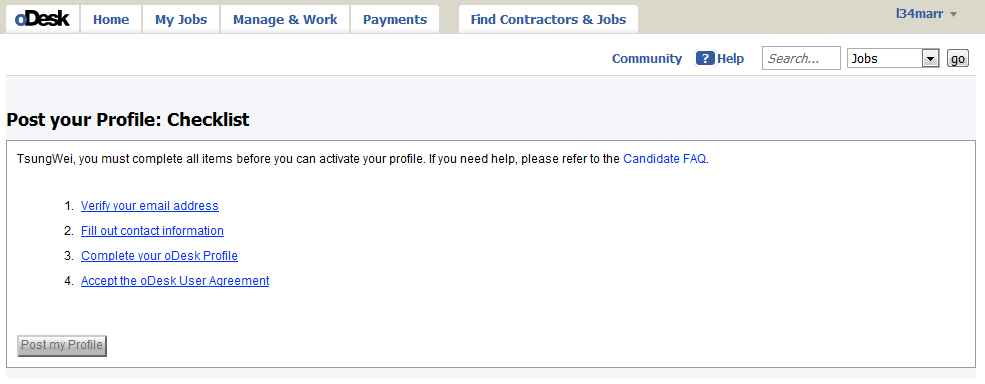 oDesk Home My Jobs Manage & Work Payments Find Contractors & Jobs l34marr
Community ? Help Search... Jobs go
Post your Profile: Checklist
TsungWei, you must complete all items before you can activate your profile. If you need help, please refer to the Candidate FAQ.
1. Verify your email address
2. Fill out contact information
3. Complete your oDesk Profile
4. Accept the oDesk User Agreement
Post my Profile